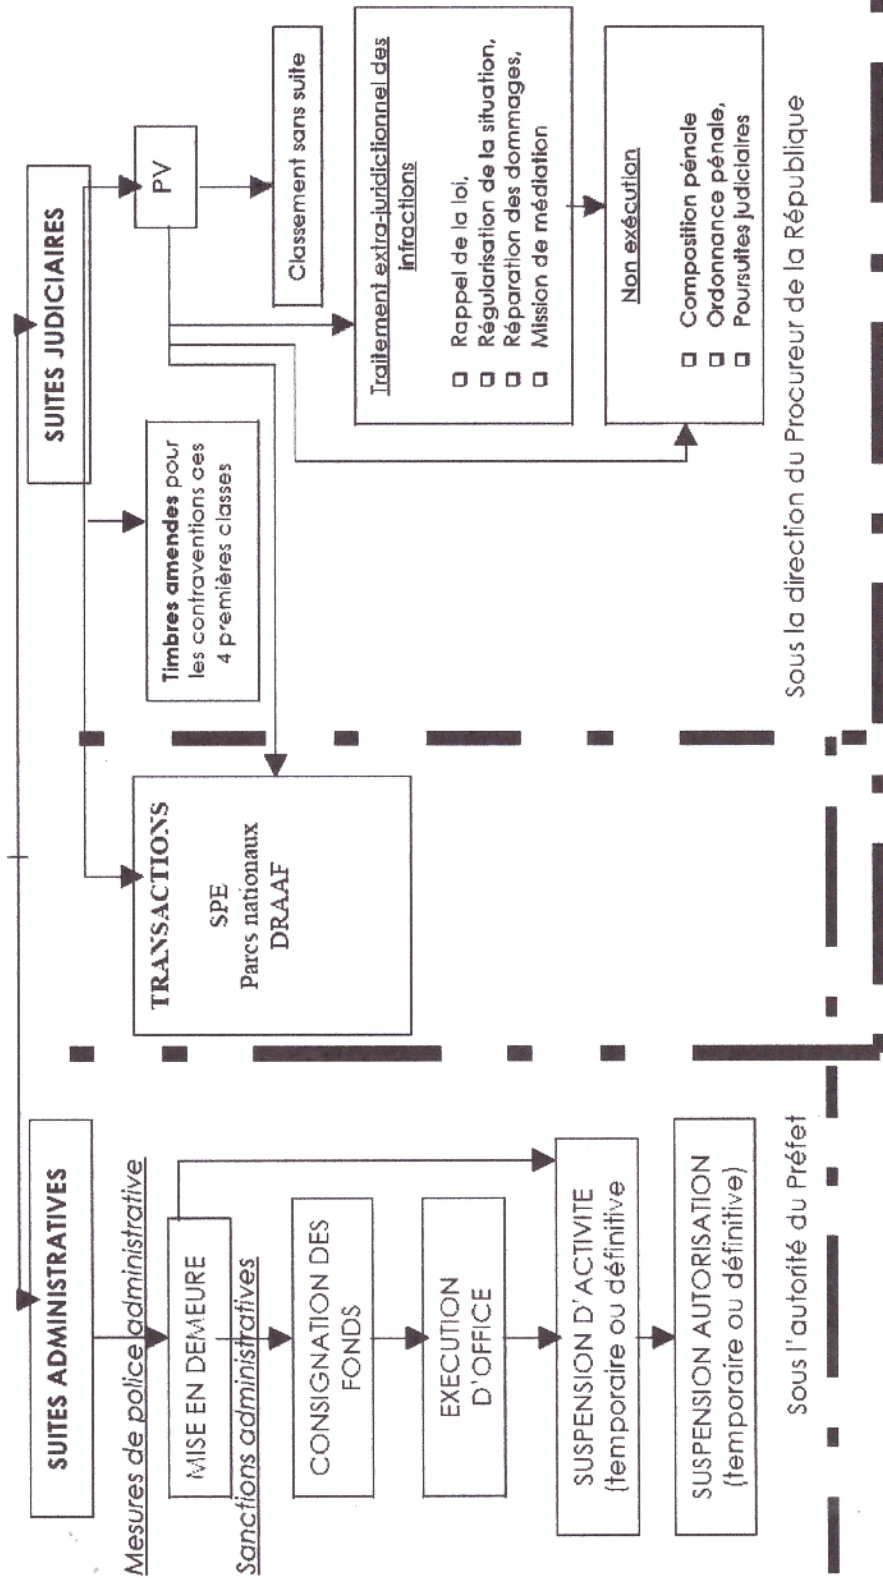 SUITES ADMINISTRATIVES
Mesures de police administrative
MISE EN DEMEURE
Sanctions administratives
CONSIGNATION DES
FONDS
EXECUTION
D'OFFICE
SUSPENSION D'ACTIVITE
(temporaire ou définitive
SUSPENSION AUTORISATION
(temporaire ou définitive)
Sous l'autorité du Préfet
TRANSACTIONS
SPE
Parcs nationaux
DRAAF
SUITES JUDICIAIRES
Timbres amendes pour
les contraventions des
4 premières classes
PV
Classement sans suite
Traitement extra-juridictionnel des
infractions
❑ Rappel de la loi,
❑ Régularisation de la situation,
❑ Réparation des dommages,
❑ Mission de médiation
Non exécution
❑ Composition pénale
❑ Ordonnance pénale,
❑ Poursuites judiciaires
Sous la direction du Procureur de la République